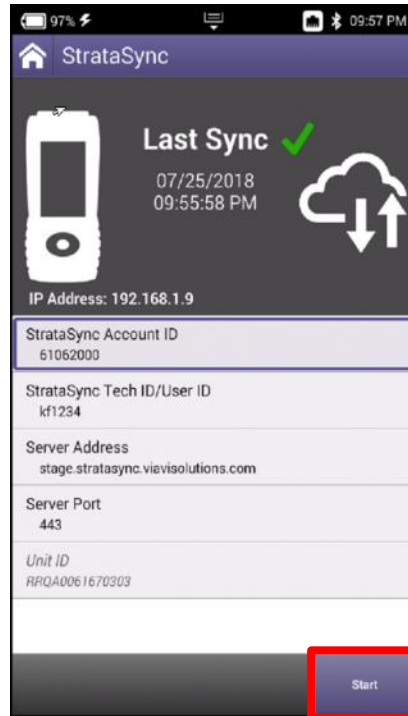 97% 09:57 PM
StrataSync
Last Sync
07/25/2018
09:55:58 PM
IP Address: 192.168.1.9
StrataSync Account ID
61062000
StrataSync Tech ID/User ID
kf1234
Server Address
stage.stratasync.viavisolutions.com
Server Port
443
Unit ID
RRQA0061670303
Start